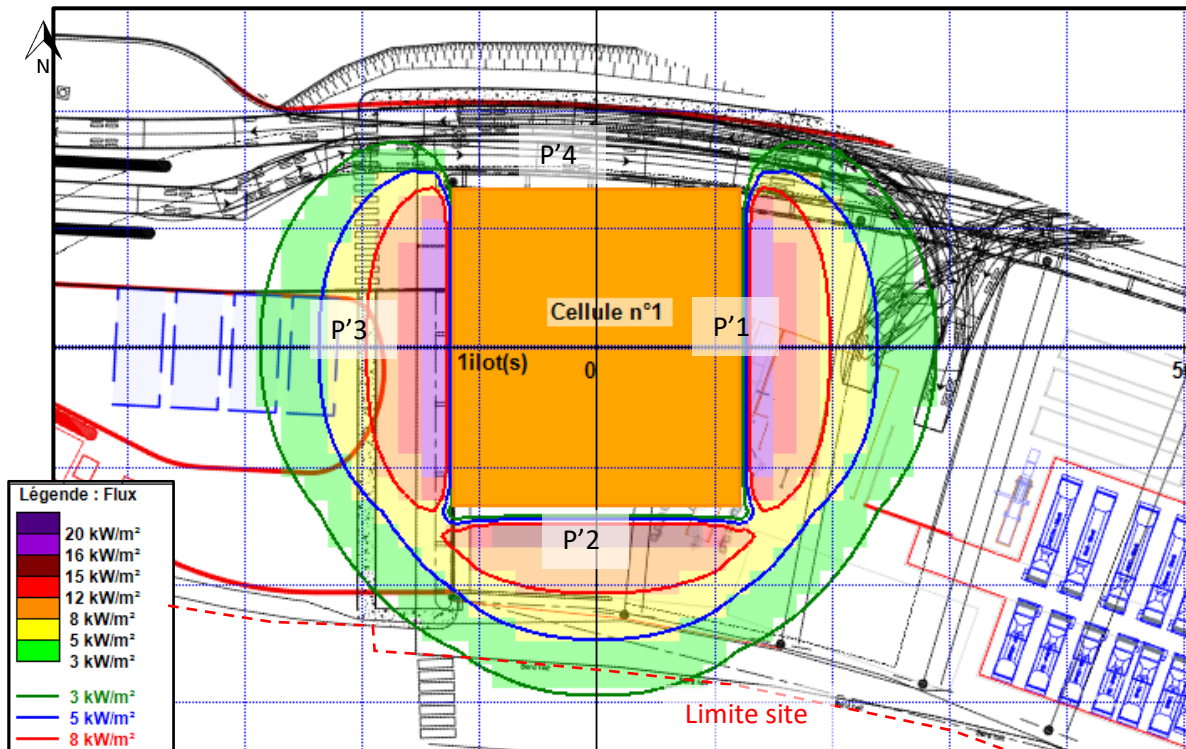 N
P'4
Cellule n°1
P'1
P'3
1ilot(s)
0
5
P'2
Légende : Flux
20 kW/m²
16 kW/m²
15 kW/m²
12 kW/m²
8 kW/m²
5 kW/m²
3 kW/m²
3 kW/m²
5 kW/m²
8 kW/m²
Limite site